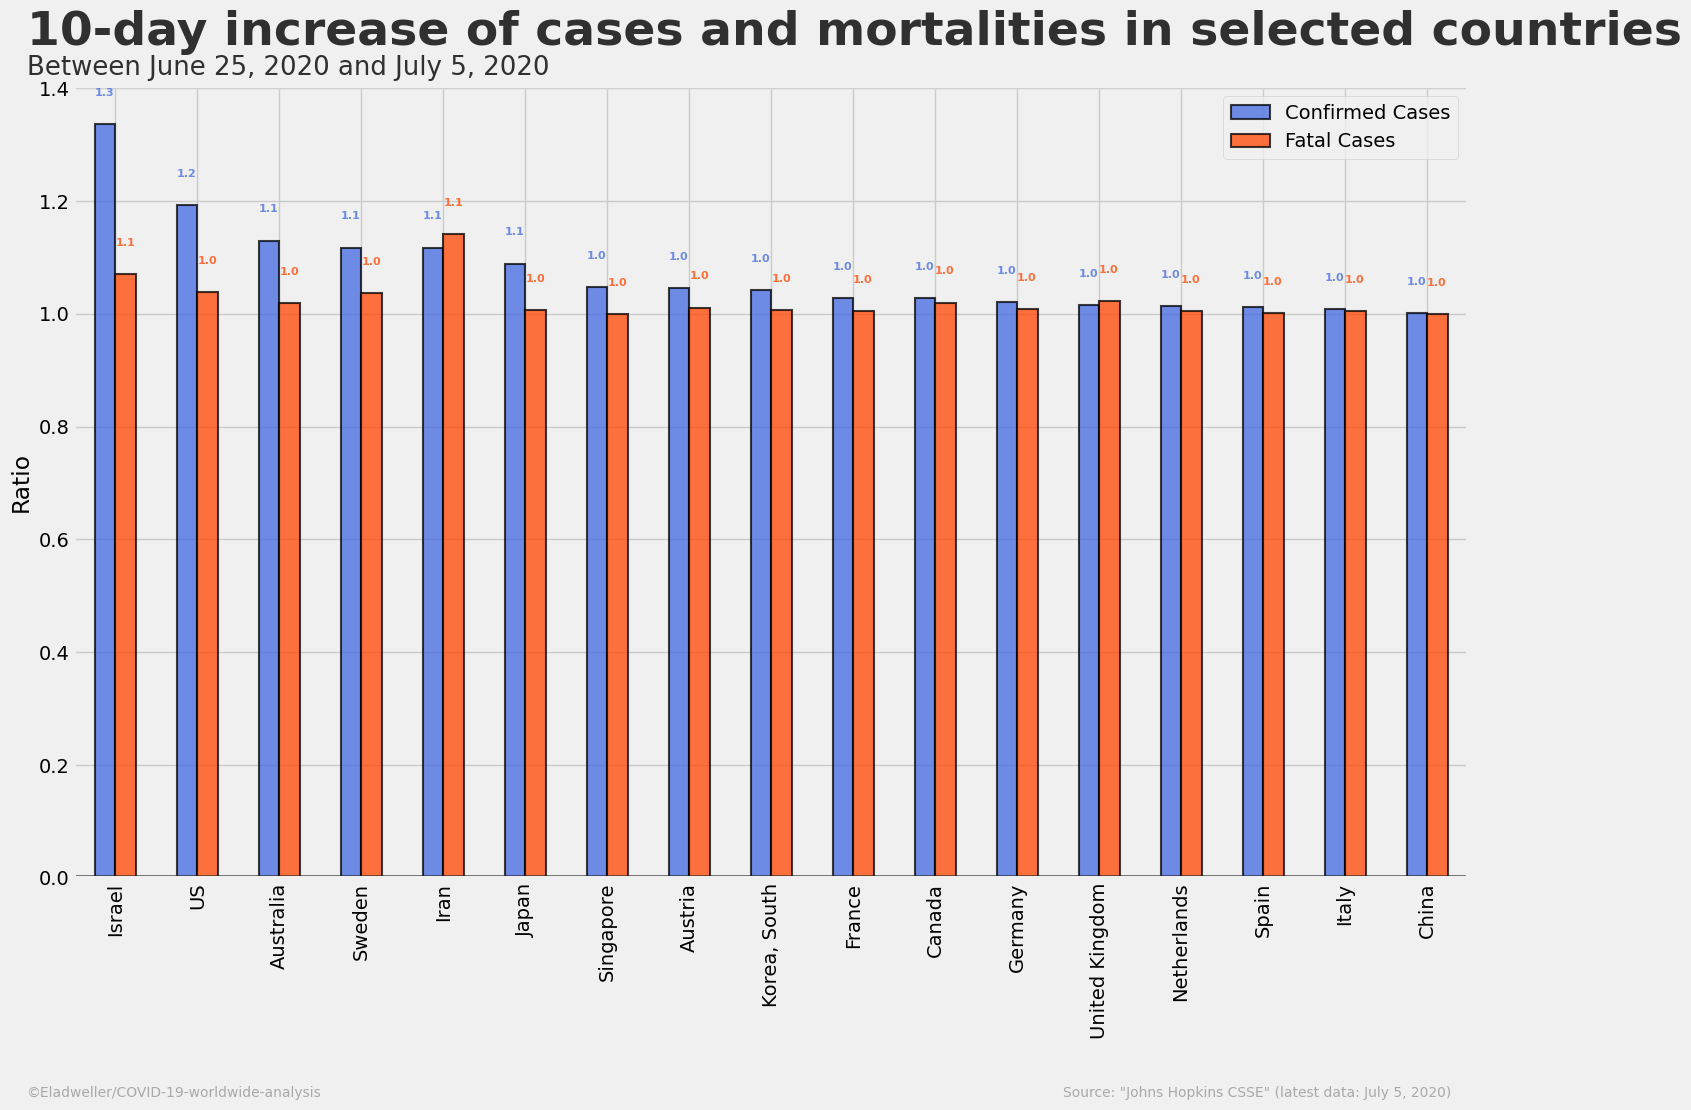 10-day increase of cases and mortalities in selected countries
Between June 25, 2020 and July 5, 2020
Confirmed Cases
Fatal Cases
Ratio
1.4
1.2
1.0
0.8
0.6
0.4
0.2
0.0
1.3 1.2 1.1 1.1 1.1 1.1 1.0 1.0 1.0 1.0 1.0 1.0 1.0 1.0 1.0 1.0 1.0
1.1 1.0 1.0 1.0 1.1 1.0 1.0 1.0 1.0 1.0 1.0 1.0 1.0 1.0 1.0 1.0 1.0
Israel
US
Australia
Sweden
Iran
Japan
Singapore
Austria
Korea, South
France
Canada
Germany
United Kingdom
Netherlands
Spain
Italy
China
©Eladweller/COVID-19-worldwide-analysis
Source: "Johns Hopkins CSSE" (latest data: July 5, 2020)